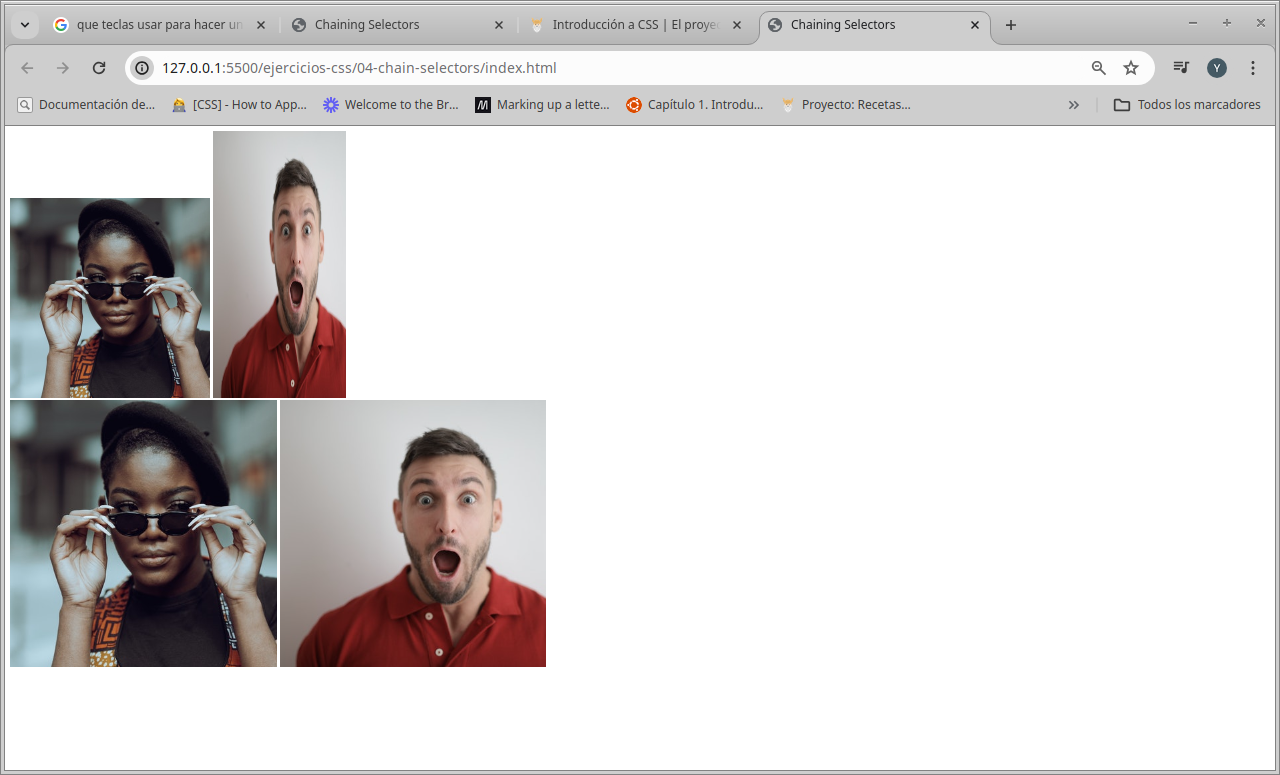 que teclas usar para hacer un
Chaining Selectors
Introducción a CSS | El proye
Chaining Selectors
127.0.0.1:5500/ejercicios-css/04-chain-selectors/index.html
Y
Documentación de...
[CSS] - How to App...
Welcome to the Br...
Marking up a lette...
Capítulo 1. Introdu...
Proyecto: Recetas...
Todos los marcadores